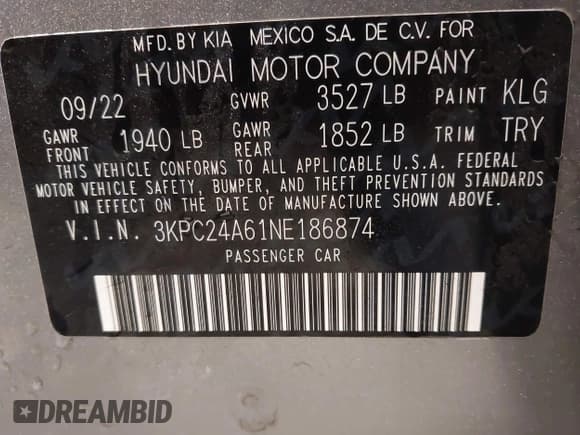 MFD. BY KIA MEXICO S.A. DE C.V. FOR
HYUNDAI MOTOR COMPANY
09/22 GVWR 3527 LB PAINT KLG
GAWR FRONT 1940 LB GAWR REAR 1852 LB TRIM TRY
THIS VEHICLE CONFORMS TO ALL APPLICABLE U.S.A. FEDERAL
MOTOR VEHICLE SAFETY, BUMPER, AND THEFT PREVENTION STANDARDS
IN EFFECT ON THE DATE OF MANUFACTURE SHOWN ABOVE.
V.I.N. 3KPC24A61NE186874
PASSENGER CAR
DREAMBID